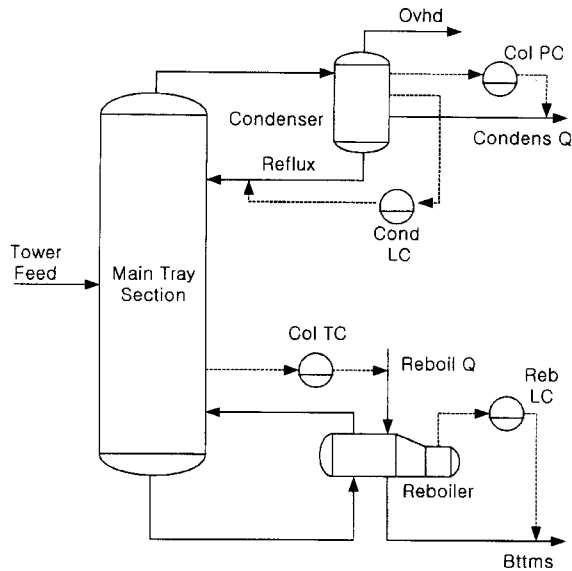 Ovhd
Col PC
Condenser
Condens Q
Reflux
Cond
LC
Tower
Feed
Main Tray
Section
Col TC
Reboil Q
Reb
LC
Reboiler
Bttms